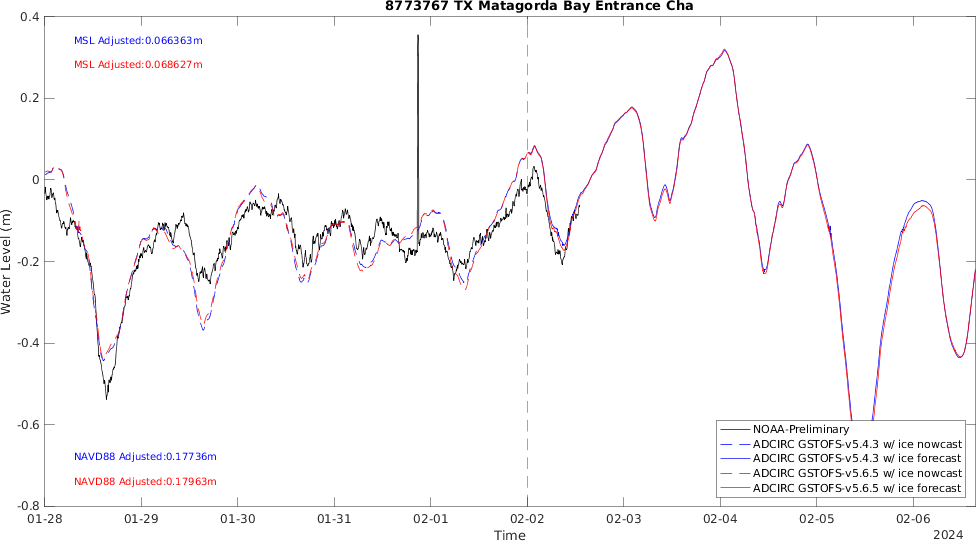 8773767 TX Matagorda Bay Entrance Cha
0.4
MSL Adjusted:0.066363m
MSL Adjusted:0.068627m
0.2
0
-0.2
-0.4
-0.6
-0.8
Water Level (m)
NAVD88 Adjusted:0.17736m
NAVD88 Adjusted:0.17963m
NOAA-Preliminary
ADCIRC GSTOFS-v5.4.3 w/ ice nowcast
ADCIRC GSTOFS-v5.4.3 w/ ice forecast
ADCIRC GSTOFS-v5.6.5 w/ ice nowcast
ADCIRC GSTOFS-v5.6.5 w/ ice forecast
01-28 01-29 01-30 01-31 02-01 02-02 02-03 02-04 02-05 02-06
Time
2024